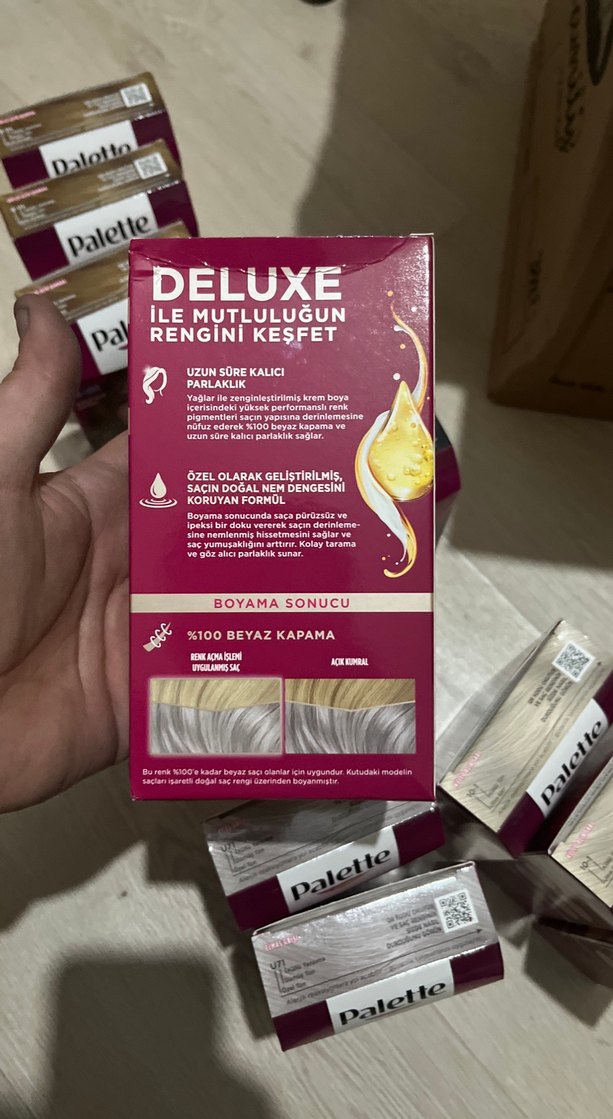 Palette
Palette
DELUXE
İLE MUTLULUĞUN
RENGİNİ KEŞFET
UZUN SÜRE KALICI
PARLAKLIK
Yağlar ile zenginleştirilmiş krem boya
içerisindeki yüksek performanslı renk
pigmentleri saçın yapısına derinlemesine
nüfuz ederek %100 beyaz kapama ve
uzun süre kalıcı parlaklık sağlar.
ÖZEL OLARAK GELİŞTİRİLMİŞ,
SAÇIN DOĞAL NEM DENGESİNİ
KORUYAN FORMÜL
Boyama sonucunda saça pürüzsüz ve
ipeksi bir doku vererek saçın derinleme-
sine nemlenmiş hissetmesini sağlar ve
saç yumuşaklığını arttırır. Kolay tarama
ve göz alıcı parlaklık sunar.
BOYAMA SONUCU
%100 BEYAZ KAPAMA
RENK AÇMA İŞLEMİ
UYGULANMIŞ SAÇ
AÇIK KUMRAL
Bu renk %100'e kadar beyaz saçı olanlar için uygundur. Kutudaki modelin
saçları işaretli doğal saç rengi üzerinden boyanmıştır.
Palette
U71
Palette
U71
Palette